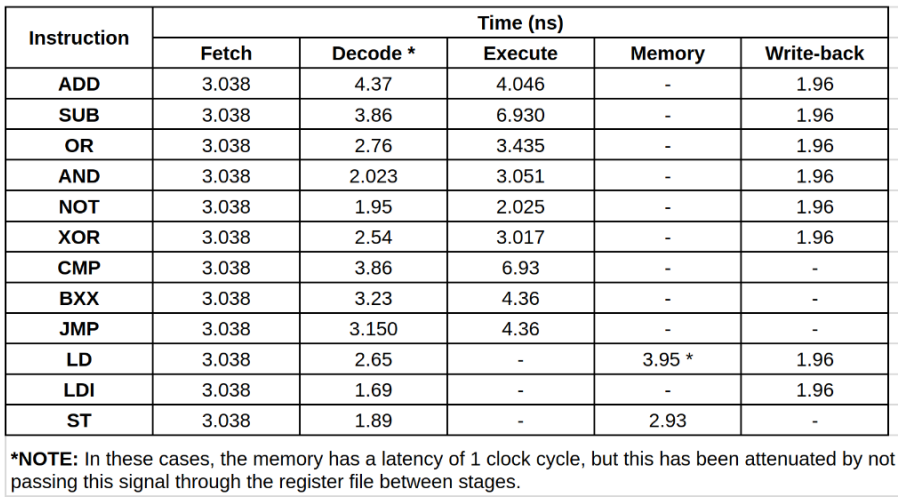 Instruction Time (ns)
Fetch Decode * Execute Memory Write-back
ADD 3.038 4.37 4.046 - 1.96
SUB 3.038 3.86 6.930 - 1.96
OR 3.038 2.76 3.435 - 1.96
AND 3.038 2.023 3.051 - 1.96
NOT 3.038 1.95 2.025 - 1.96
XOR 3.038 2.54 3.017 - 1.96
CMP 3.038 3.86 6.93 - -
BXX 3.038 3.23 4.36 - -
JMP 3.038 3.150 4.36 - -
LD 3.038 2.65 - 3.95 * 1.96
LDI 3.038 1.69 - - 1.96
ST 3.038 1.89 - 2.93 -
*NOTE: In these cases, the memory has a latency of 1 clock cycle, but this has been attenuated by not
passing this signal through the register file between stages.